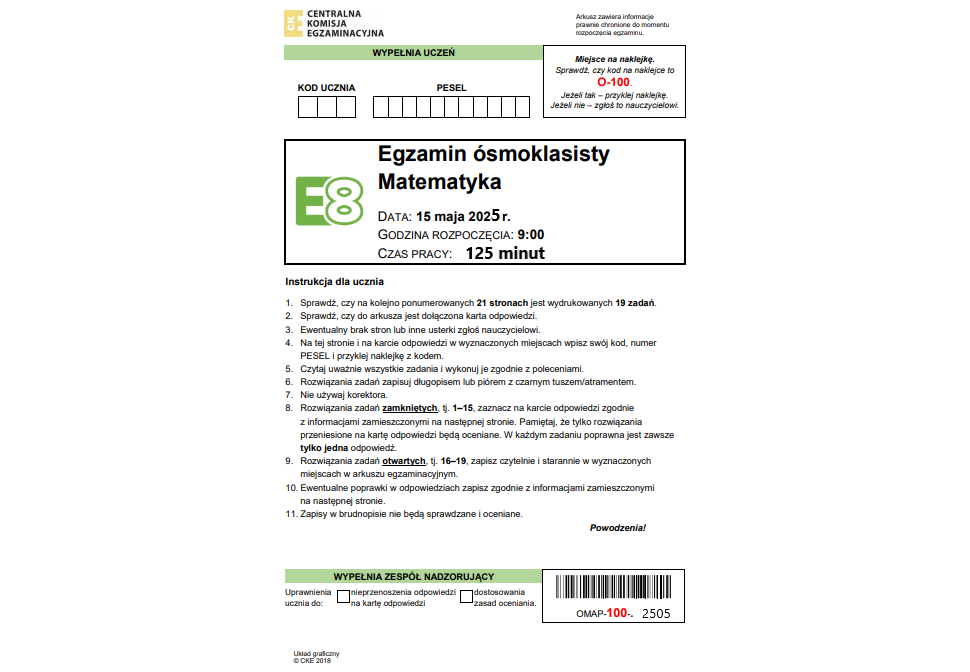 CENTRALNA
KOMISJA
EGZAMINACYJNA
Arkusz zawiera informacje
prawnie chronione do momentu
rozpoczęcia egzaminu.
WYPEŁNIA UCZEŃ
KOD UCZNIA
PESEL
Miejsce na naklejkę.
Sprawdź, czy kod na naklejce to
O-100.
Jeżeli tak – przyklej naklejkę.
Jeżeli nie – zgłoś to nauczycielowi.
E8
Egzamin ósmoklasisty
Matematyka
DATA: 15 maja 2025 r.
GODZINA ROZPOCZĘCIA: 9:00
CZAS PRACY: 125 minut
Instrukcja dla ucznia
1. Sprawdź, czy na kolejno ponumerowanych 21 stronach jest wydrukowanych 19 zadań.
2. Sprawdź, czy do arkusza jest dołączona karta odpowiedzi.
3. Ewentualny brak stron lub inne usterki zgłoś nauczycielowi.
4. Na tej stronie i na karcie odpowiedzi w wyznaczonych miejscach wpisz swój kod, numer
PESEL i przyklej naklejkę z kodem.
5. Czytaj uważnie wszystkie zadania i wykonuj je zgodnie z poleceniami.
6. Rozwiązania zadań zapisuj długopisem lub piórem z czarnym tuszem/atramentem.
7. Nie używaj korektora.
8. Rozwiązania zadań zamkniętych, tj. 1–15, zaznacz na karcie odpowiedzi zgodnie
z informacjami zamieszczonymi na następnej stronie. Pamiętaj, że tylko rozwiązania
przeniesione na kartę odpowiedzi będą oceniane. W każdym zadaniu poprawna jest zawsze
tylko jedna odpowiedź.
9. Rozwiązania zadań otwartych, tj. 16–19, zapisz czytelnie i starannie w wyznaczonych
miejscach w arkuszu egzaminacyjnym.
10. Ewentualne poprawki w odpowiedziach zapisz zgodnie z informacjami zamieszczonymi
na następnej stronie.
11. Zapisy w brudnopisie nie będą sprawdzane i oceniane.
Powodzenia!
WYPEŁNIA ZESPÓŁ NADZORUJĄCY
Uprawnienia
ucznia do:
nieprzenoszenia odpowiedzi
na kartę odpowiedzi
dostosowania
zasad oceniania.
OMAP-100-. 2505
Układ graficzny
© CKE 2018